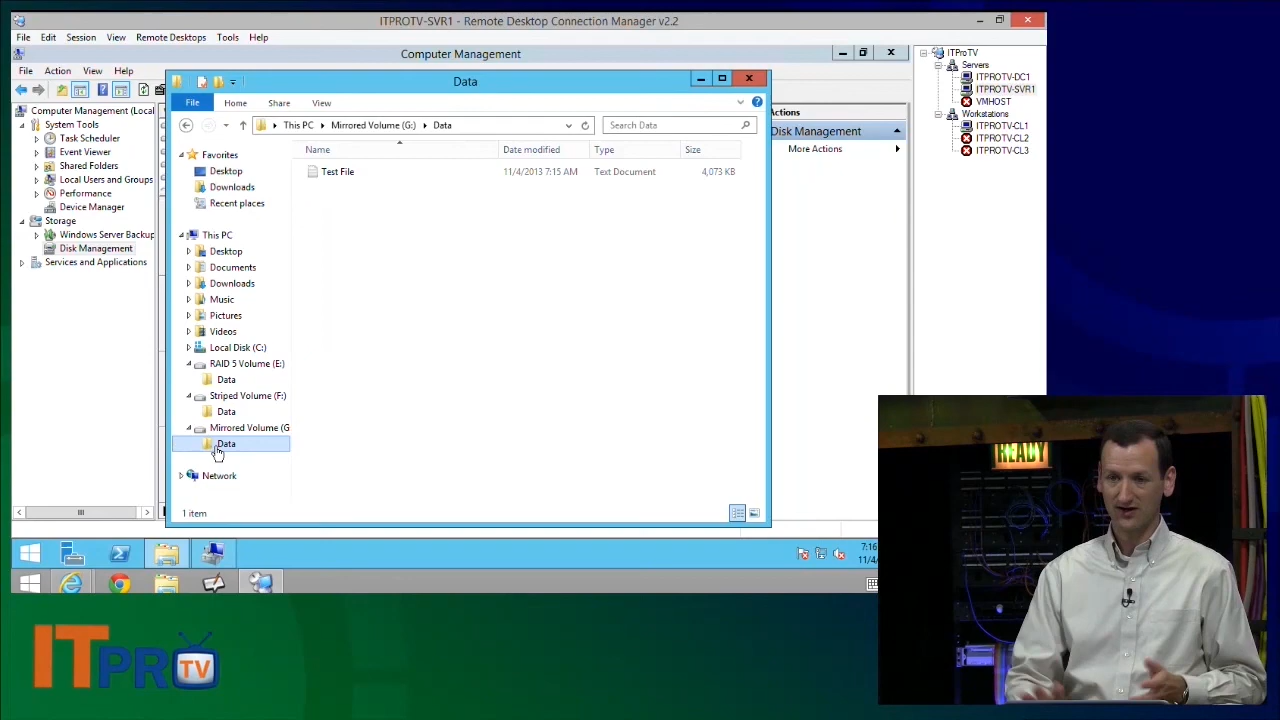 ITPROTV-SVR1 - Remote Desktop Connection Manager v2.2
File Edit Session View Remote Desktops Tools Help
Computer Management
File Action View Help
Data
File Home Share View
This PC Mirrored Volume (G:) Data
Search Data
Name Date modified Type Size
Test File 11/4/2013 7:15 AM Text Document 4,073 KB
1 item
Computer Management (Local
System Tools
Task Scheduler
Event Viewer
Shared Folders
Local Users and Groups
Performance
Device Manager
Storage
Windows Server Backup
Disk Management
Services and Applications
Favorites
Desktop
Downloads
Recent places
This PC
Desktop
Documents
Downloads
Music
Pictures
Videos
Local Disk (C:)
RAID 5 Volume (E:)
Data
Striped Volume (F:)
Data
Mirrored Volume (G
Data
Network
Actions
Disk Management
More Actions
ITProTV
Servers
ITPROTV-DC1
ITPROTV-SVR1
VMHOST
Workstations
ITPROTV-CL1
ITPROTV-CL2
ITPROTV-CL3
7:16
11/4/
READY
ITPRO TV